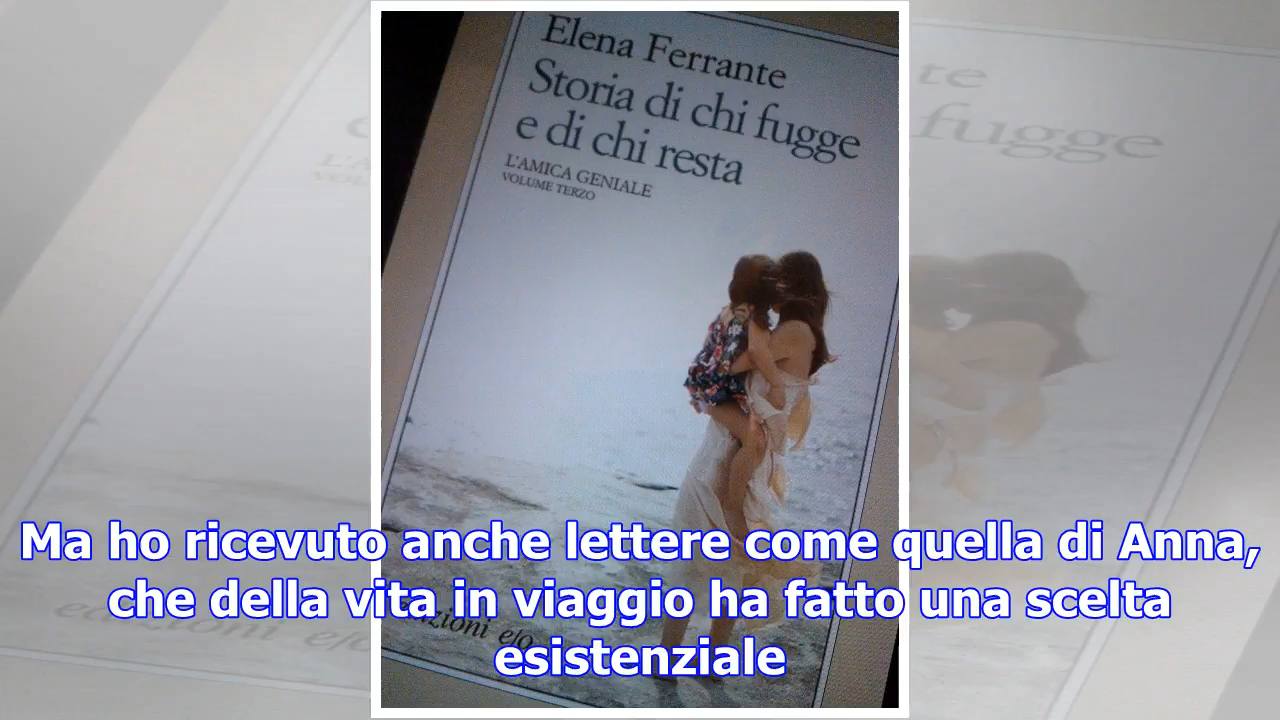 Elena Ferrante
Storia di chi fugge
e di chi resta
L'AMICA GENIALE
VOLUME TERZO
Ma ho ricevuto anche lettere come quella di Anna,
che della vita in viaggio ha fatto una scelta
edizioni e/o
esistenziale